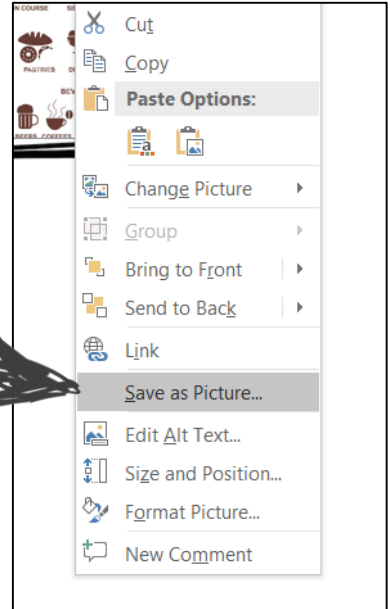 N COURSE
PASTRIES
BEERS, COFFEES
Cut
Copy
Paste Options:
Change Picture
Group
Bring to Front
Send to Back
Link
Save as Picture...
Edit Alt Text...
Size and Position...
Format Picture...
New Comment